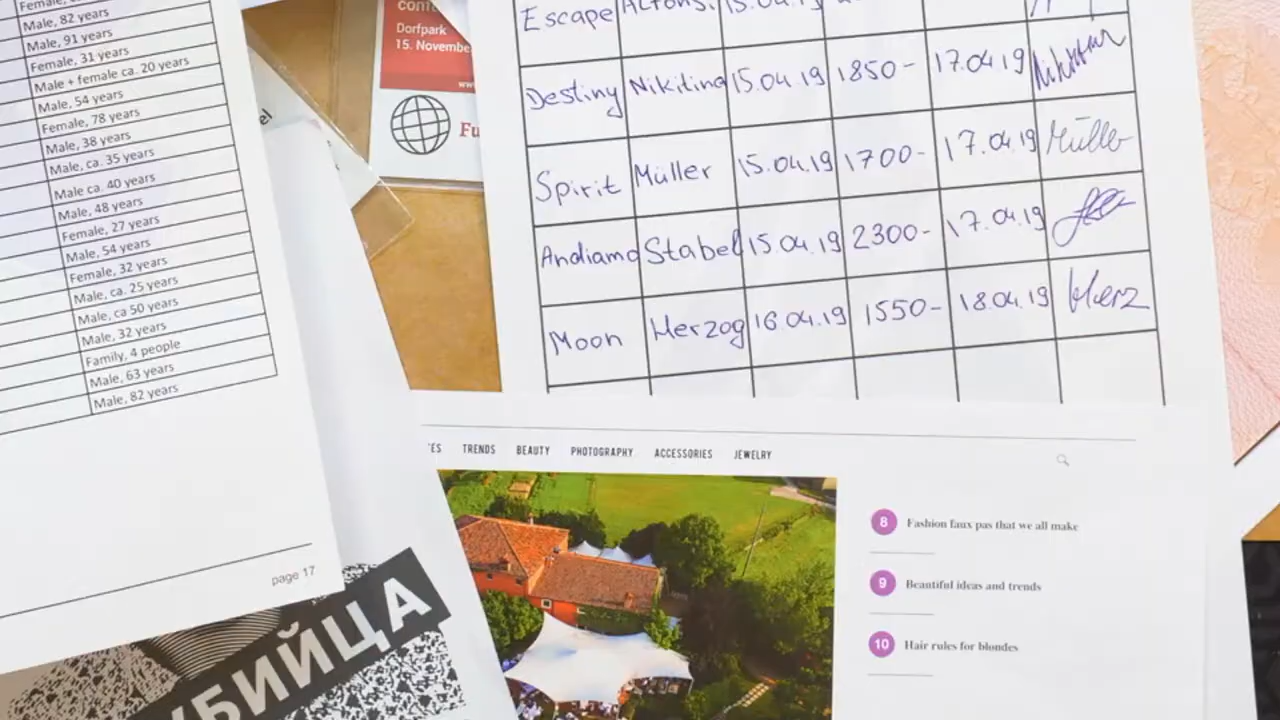 Male, 82 years
Male, 91 years
Female, 31 years
Male + female ca. 20 years
Male, 54 years
Female, 78 years
Male, 38 years
Male, ca. 35 years
Male ca. 40 years
Male, 48 years
Female, 27 years
Male, 54 years
Female, 32 years
Male, ca. 25 years
Male, ca 50 years
Male, 32 years
Family, 4 people
Male, 63 years
Male, 82 years
page 17
Dorfpark
15. Novembe
Fu
Escape
Destiny Nikitina 15.04.19 1850- 17.04.19
Spirit Müller 15.04.19 1700- 17.04.19 Müller
Andiamo Stabel 15.04.19 2300- 17.04.19
Moon Herzog 16.04.19 1550- 18.04.19 Herz
TRENDS BEAUTY PHOTOGRAPHY ACCESSORIES JEWELRY
8 Fashion faux pas that we all make
9 Beautiful ideas and trends
10 Hair rules for blondes
УБИЙЦА